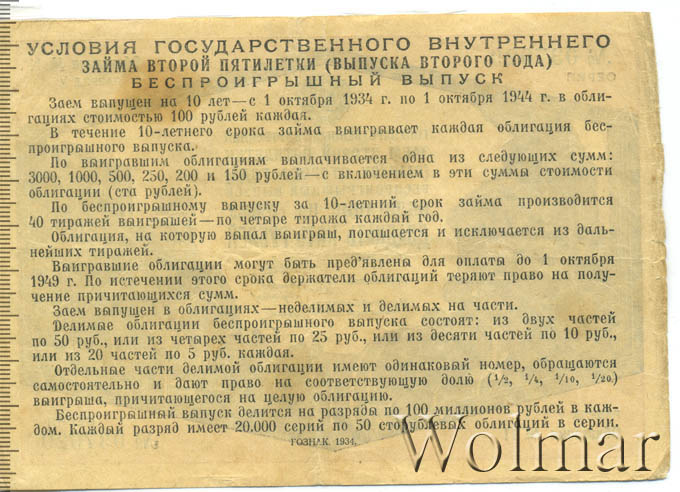 УСЛОВИЯ ГОСУДАРСТВЕННОГО ВНУТРЕННЕГО
ЗАЙМА ВТОРОЙ ПЯТИЛЕТКИ (ВЫПУСКА ВТОРОГО ГОДА)
БЕСПРОИГРЫШНЫЙ ВЫПУСК
Заем выпущен на 10 лет—с 1 октября 1934 г. по 1 октября 1944 г. в обли-
гациях стоимостью 100 рублей каждая.
В течение 10-летнего срока займа выигрывает каждая облигация бес-
проигрышного выпуска.
По выигравшим облигациям выплачивается одна из следующих сумм:
3000, 1000, 500, 250, 200 и 150 рублей—с включением в эти суммы стоимости
облигации (ста рублей).
По беспроигрышному выпуску за 10-летний срок займа производится
40 тиражей выигрышей—по четыре тиража каждый год.
Облигация, на которую выпал выигрыш, погашается и исключается из даль-
нейших тиражей.
Выигравшие облигации могут быть пред'явлены для оплаты до 1 октября
1949 г. По истечении этого срока держатели облигаций теряют право на полу-
чение причитающихся сумм.
Заем выпущен в облигациях—неделимых и делимых на части.
Делимые облигации беспроигрышного выпуска состоят: из двух частей
по 50 руб., или из четырех частей по 25 руб., или из десяти частей по 10 руб.,
или из 20 частей по 5 руб. каждая.
Отдельные части делимой облигации имеют одинаковый номер, обращаются
самостоятельно и дают право на соответствующую долю (1/2, 1/4, 1/10, 1/20)
выигрыша, причитающегося на целую облигацию.
Беспроигрышный выпуск делится на разряды по 100 миллионов рублей в каж-
дом. Каждый разряд имеет 20.000 серий по 50 сторублевых облигаций в серии.
ГОЗНАК. 1934.
Wolmar